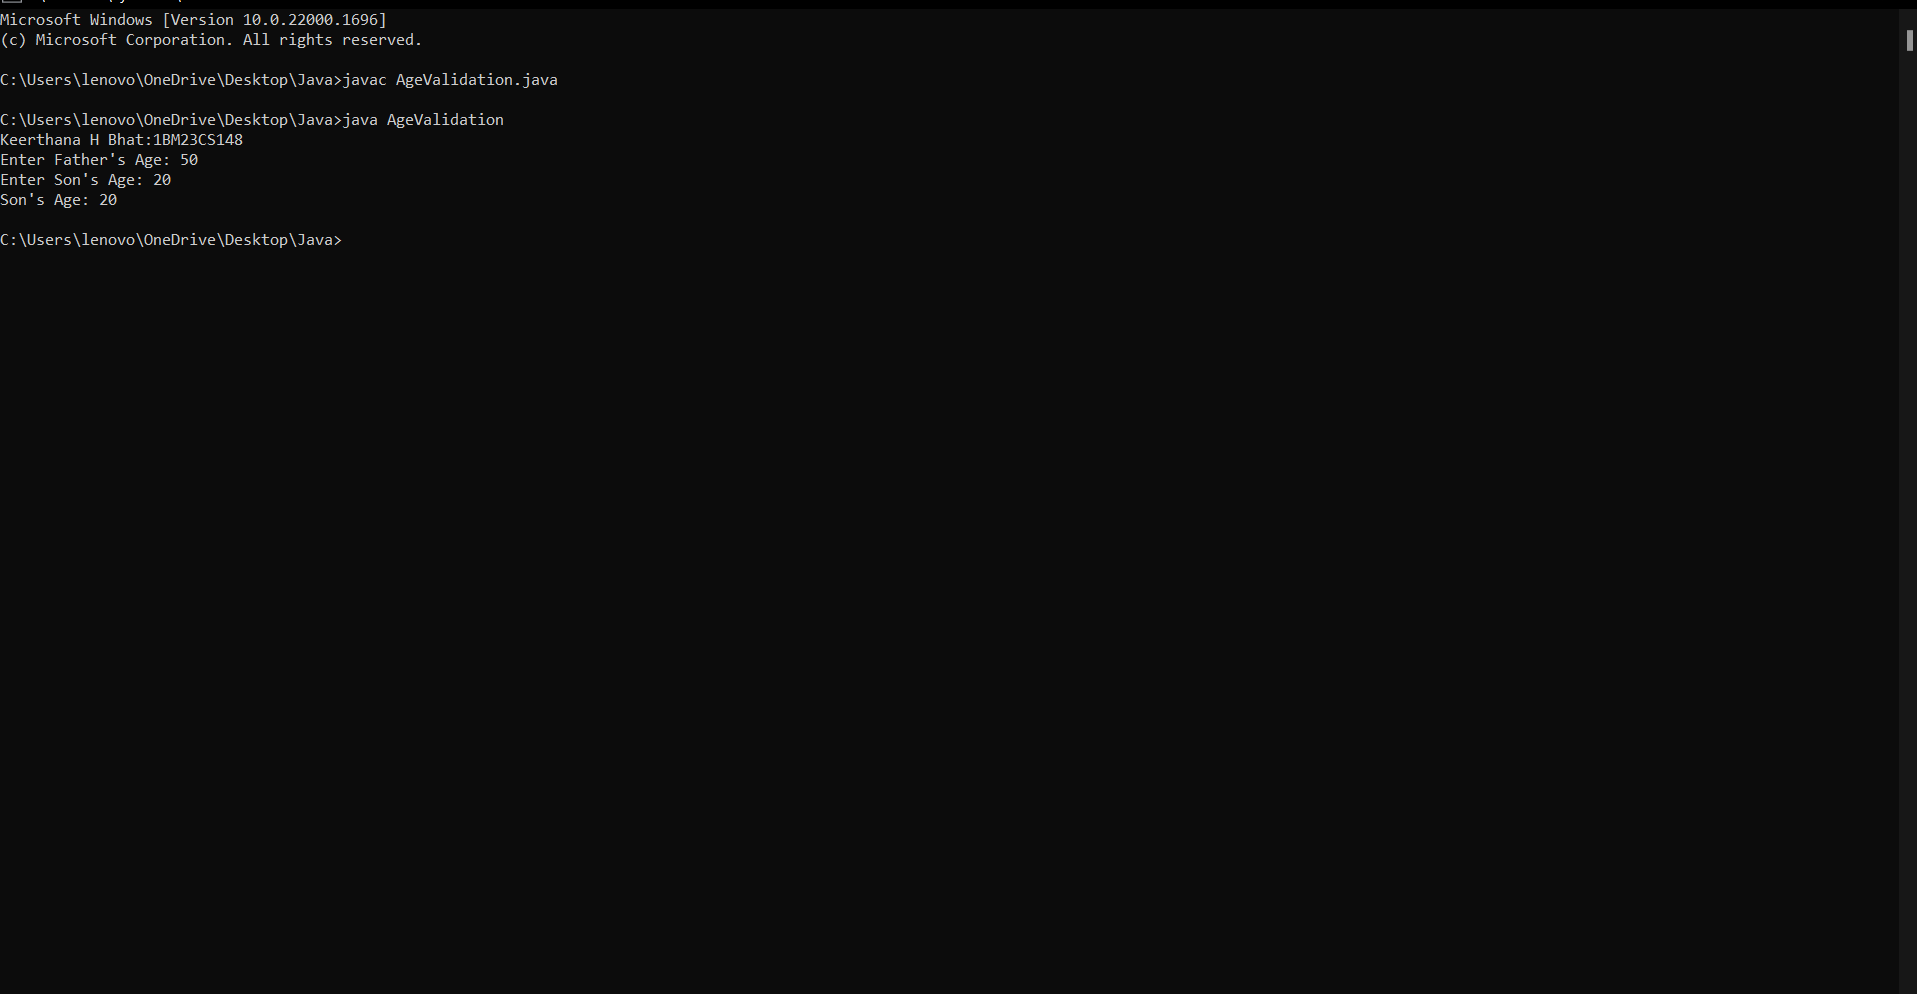 Microsoft Windows [Version 10.0.22000.1696]
(c) Microsoft Corporation. All rights reserved.
C:\Users\lenovo\OneDrive\Desktop\Java>javac AgeValidation.java
C:\Users\lenovo\OneDrive\Desktop\Java>java AgeValidation
Keerthana H Bhat:1BM23CS148
Enter Father's Age: 50
Enter Son's Age: 20
Son's Age: 20
C:\Users\lenovo\OneDrive\Desktop\Java>